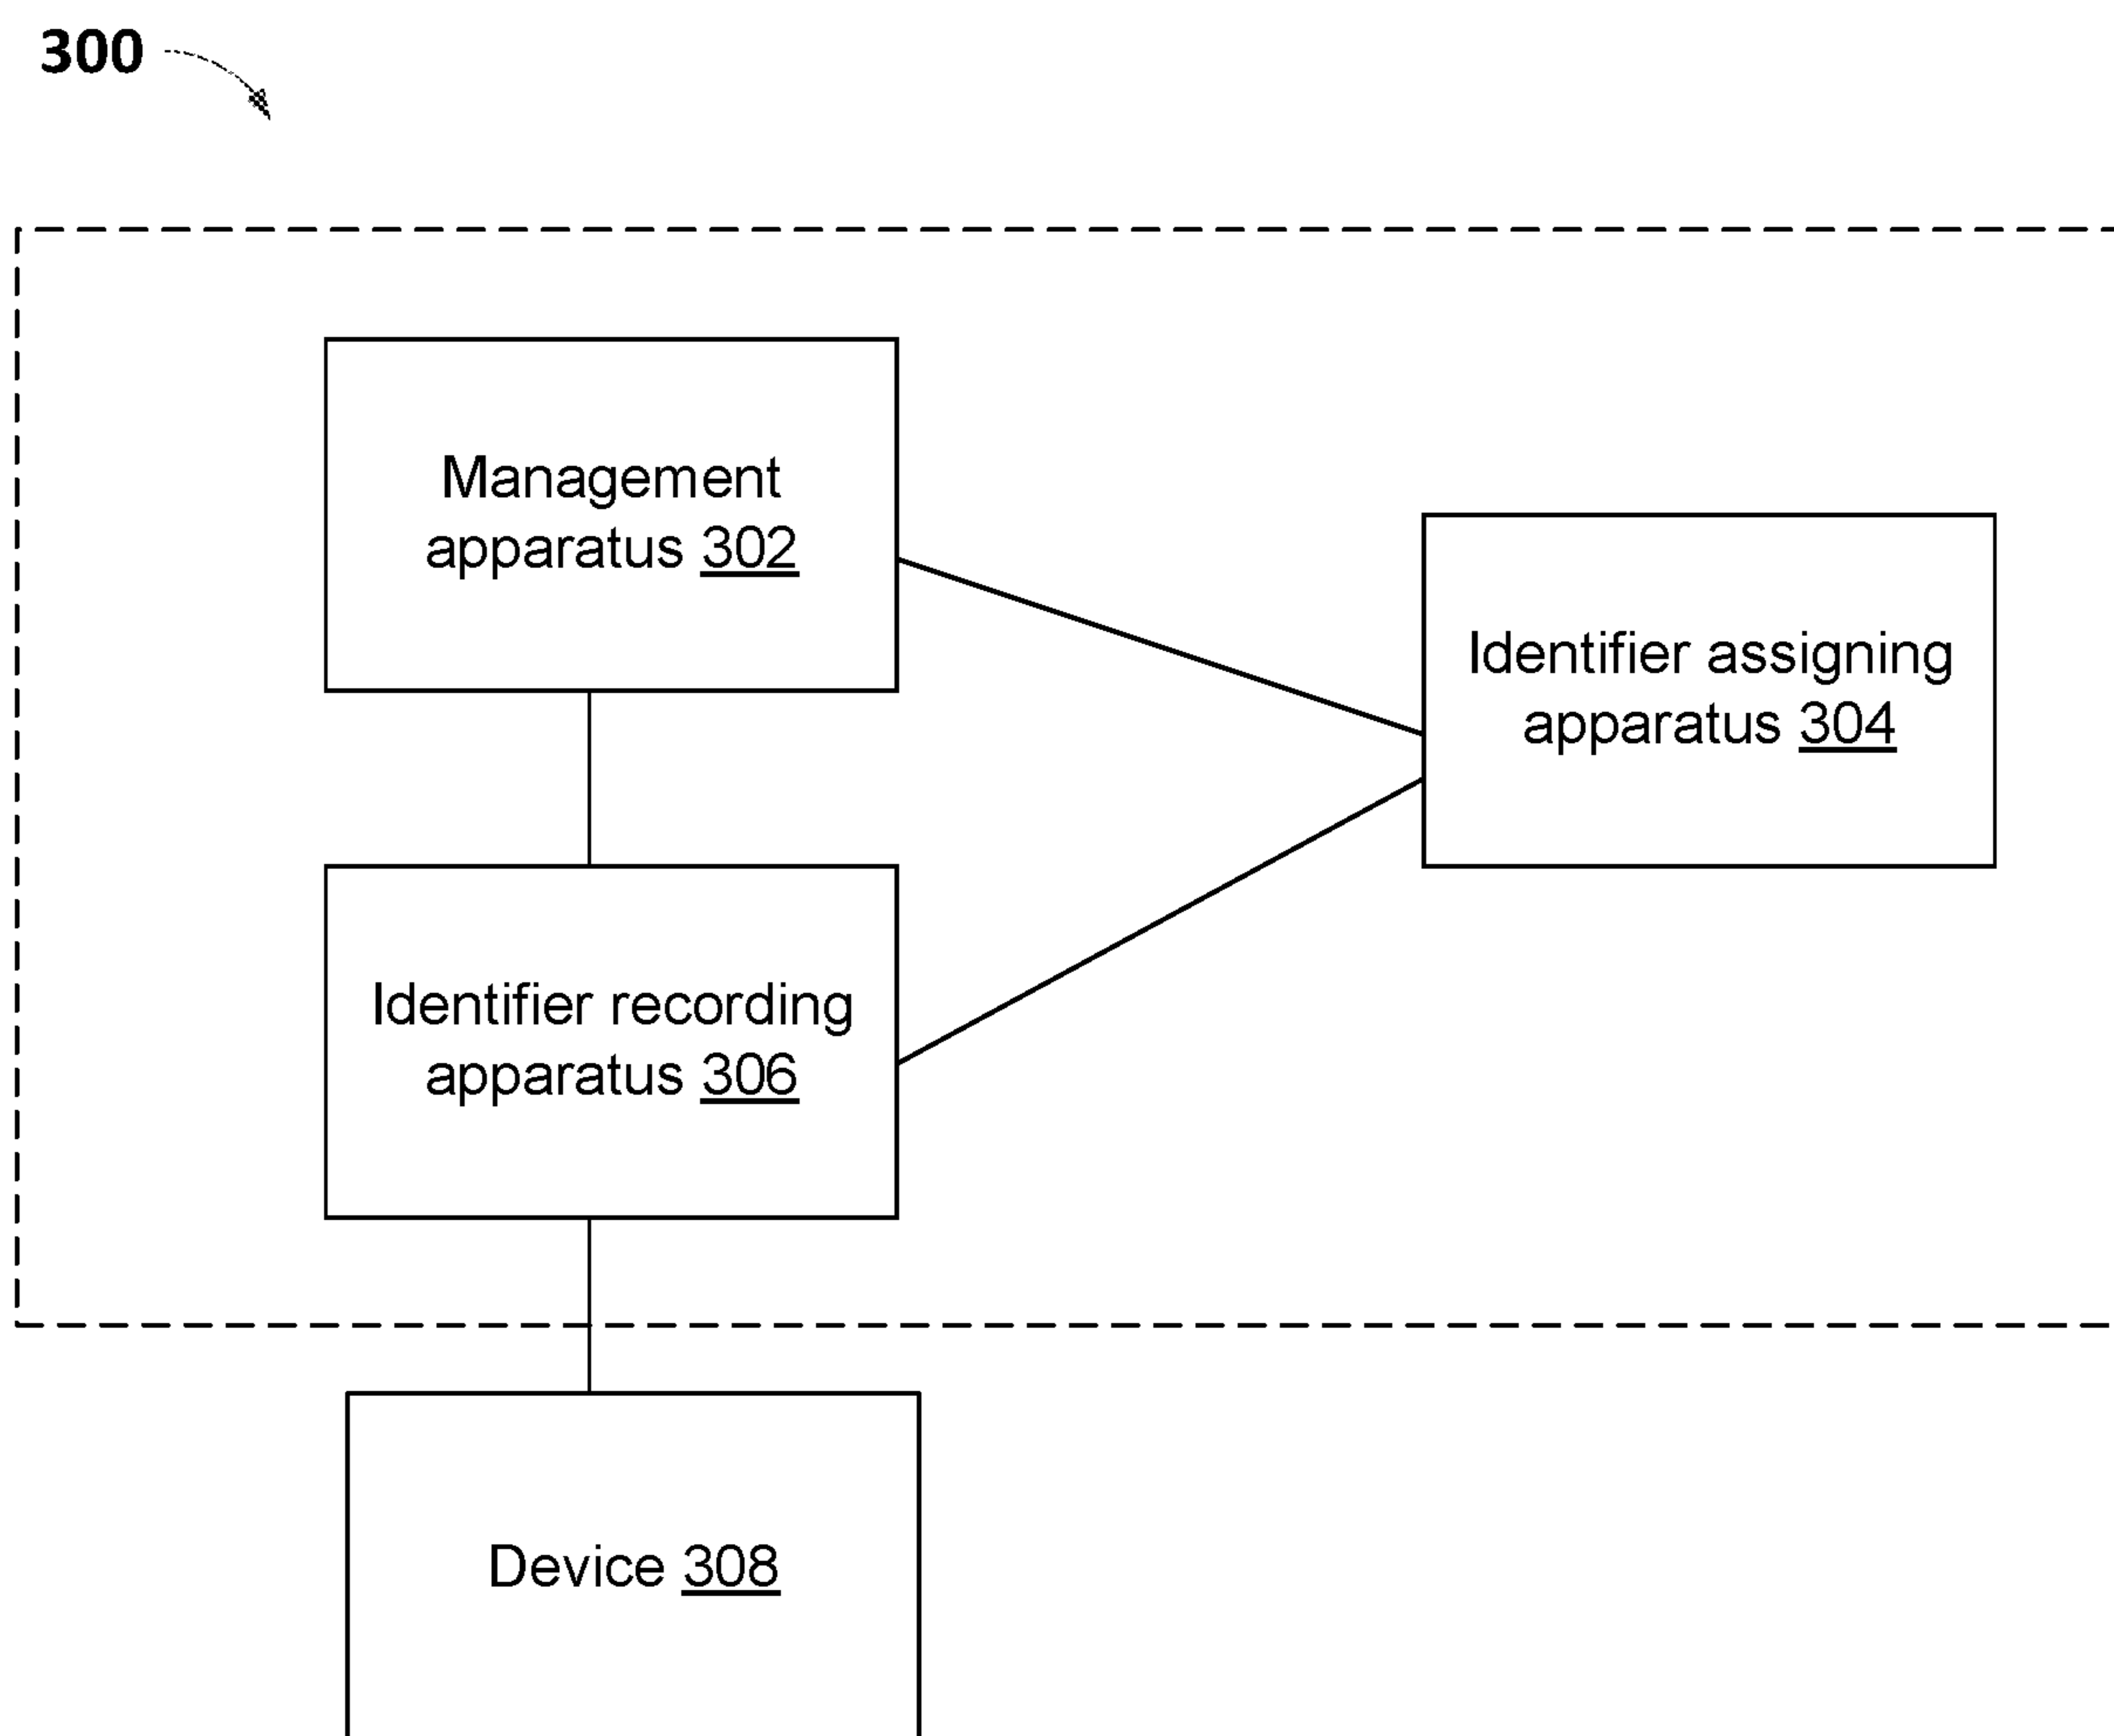 300
Management
apparatus 302
Identifier assigning
apparatus 304
Identifier recording
apparatus 306
Device 308